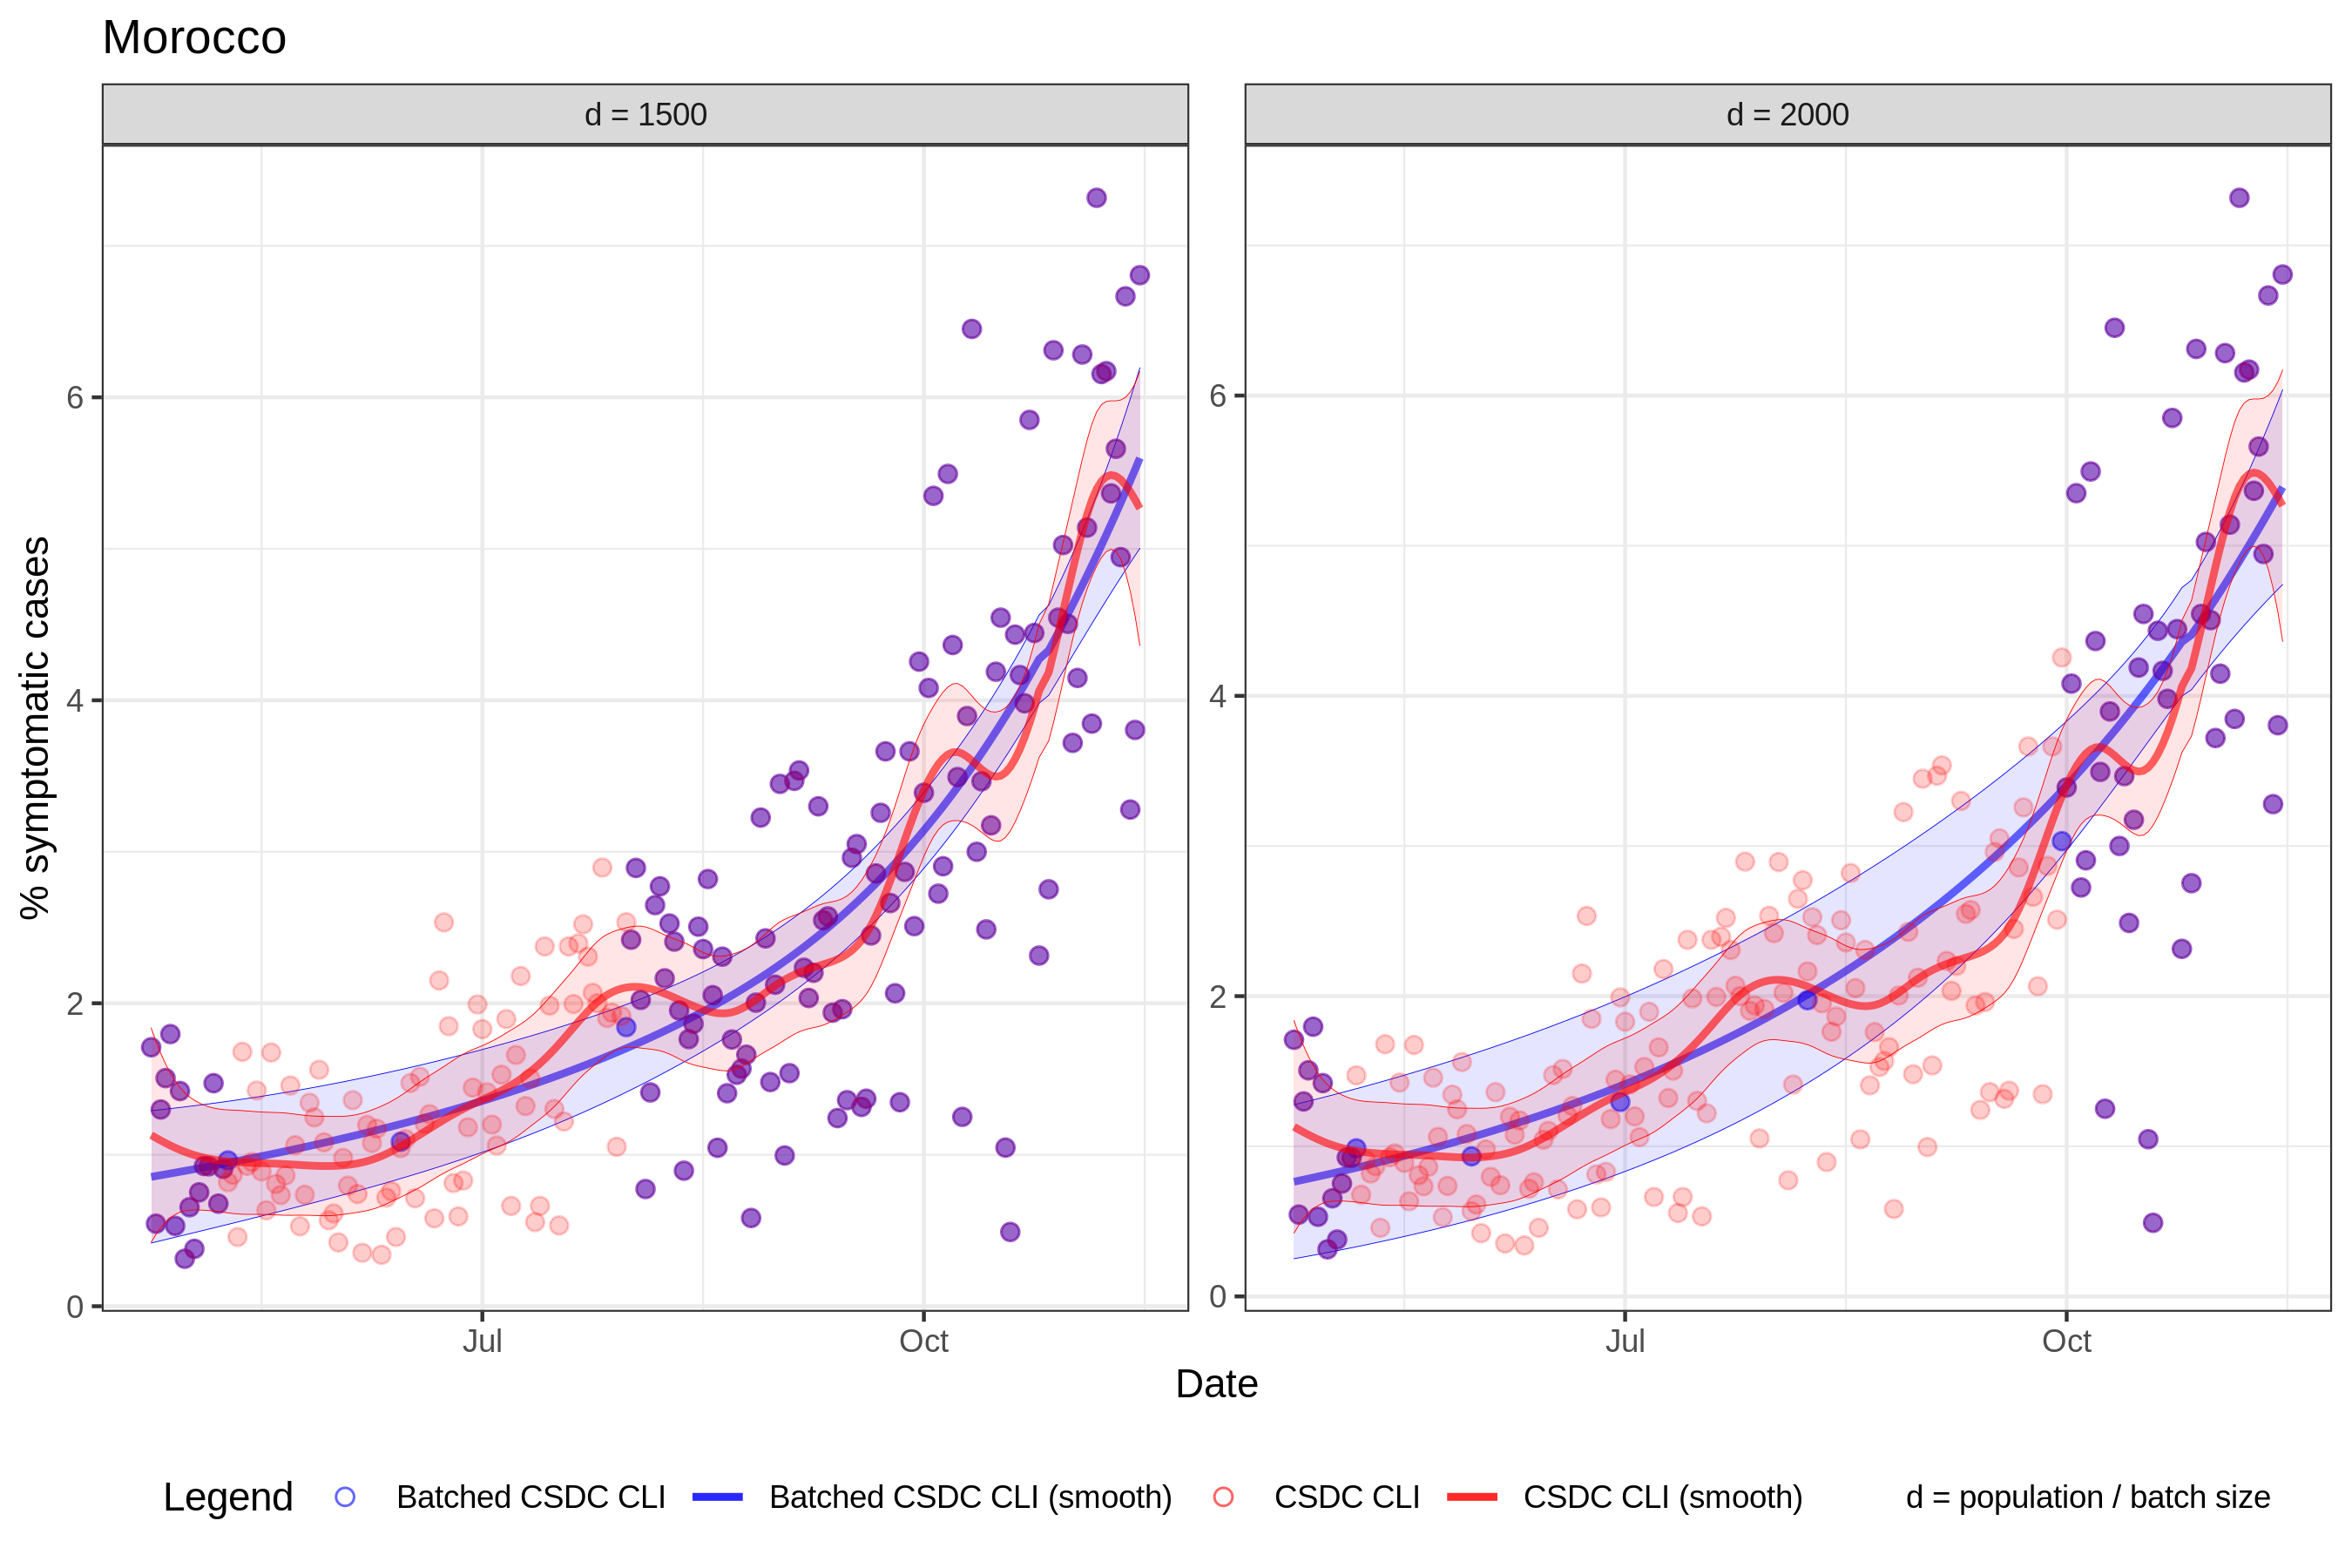 Morocco
d = 1500
d = 2000
% symptomatic cases
6
4
2
0
6
4
2
0
Jul
Oct
Jul
Oct
Date
Legend
Batched CSDC CLI
Batched CSDC CLI (smooth)
CSDC CLI
CSDC CLI (smooth)
d = population / batch size